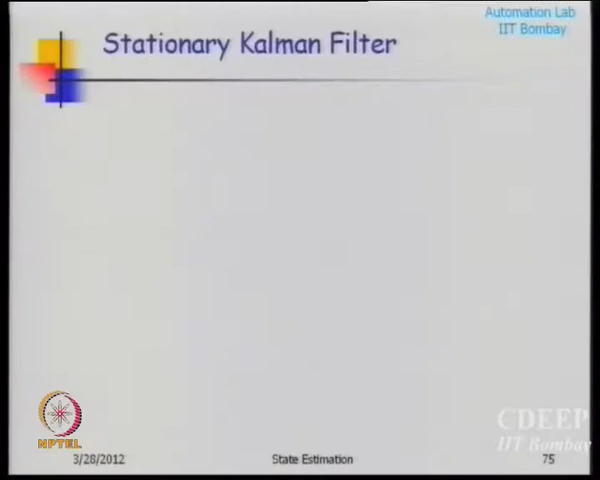 Automation Lab
IIT Bombay
Stationary Kalman Filter
NPTEL
CDEEP
IIT Bombay
3/28/2012
State Estimation
75